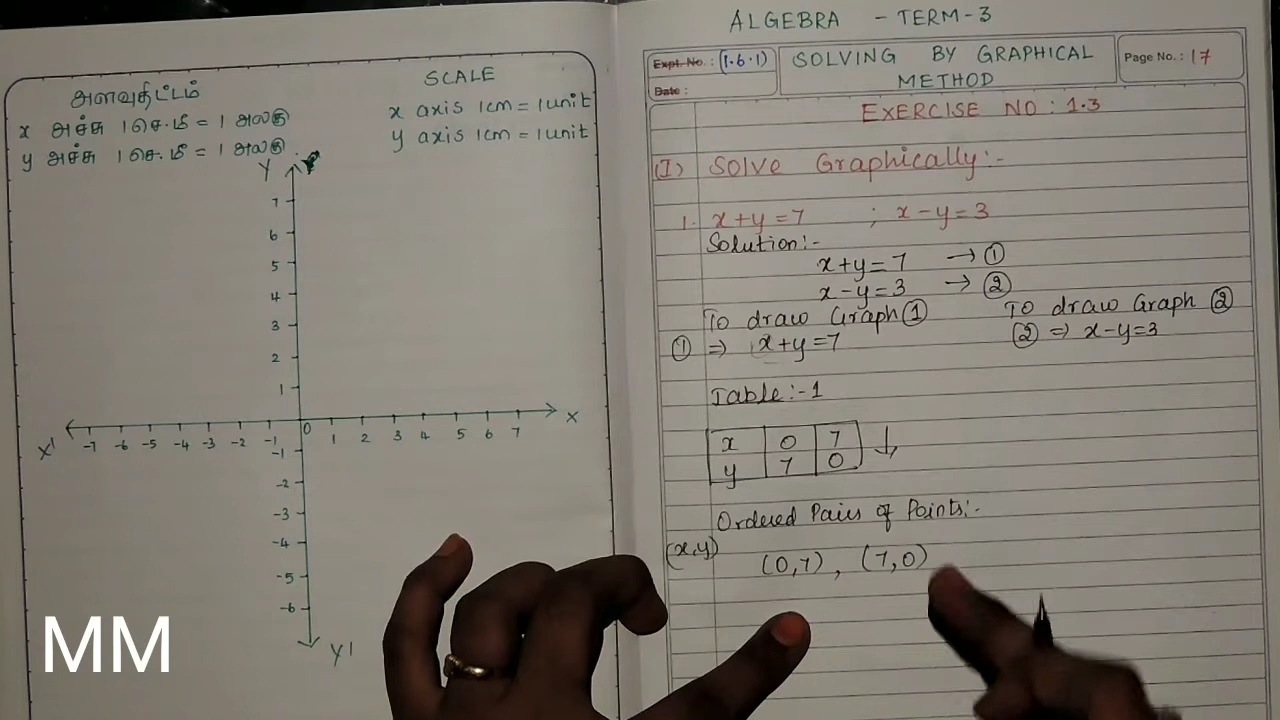 அளவுதிட்டம்
x அச்சு 1செ.மீ = 1 அலகு
y அச்சு 1செ.மீ = 1 அலகு.
SCALE
x axis 1cm = 1unit
y axis 1cm = 1unit
Y
7
6
5
4
3
2
1
X' -7 -6 -5 -4 -3 -2 -1 0 1 2 3 4 5 6 7 X
-1
-2
-3
-4
-5
-6
Y'
MM
ALGEBRA - TERM-3
Expt. No. : (1.6.1)
Date :
SOLVING BY GRAPHICAL
METHOD
Page No. : 17
EXERCISE NO : 1.3
(I) Solve Graphically:-
1. x+y=7 ; x-y=3
Solution:-
x+y=7 → ①
x-y=3 → ②
To draw Graph ① To draw Graph ②
① ⇒ x+y=7 ② ⇒ x-y=3
Table:-1
x 0 7 ↓
y 7 0
Ordered Pairs of Points:-
(x,y) (0,7), (7,0)